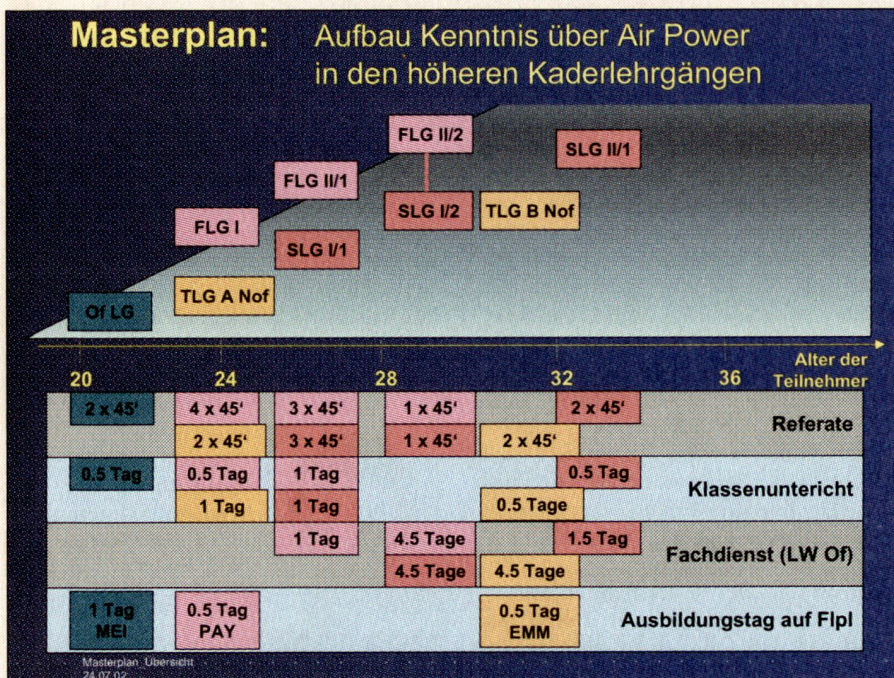 Masterplan: Aufbau Kenntnis über Air Power
in den höheren Kaderlehrgängen
FLG II/2
SLG II/1
FLG II/1
FLG I
SLG I/2
TLG B Nof
SLG I/1
TLG A Nof
Of LG
Alter der
Teilnehmer
20 24 28 32 36
2 x 45‘ 4 x 45‘ 3 x 45‘ 1 x 45‘ 2 x 45‘
Referate
2 x 45‘ 3 x 45‘ 1 x 45‘ 2 x 45‘
0.5 Tag 0.5 Tag 1 Tag 0.5 Tag
Klassenuntericht
1 Tag 1 Tag 0.5 Tage
1 Tag 4.5 Tage 1.5 Tag
Fachdienst (LW Of)
4.5 Tage 4.5 Tage
1 Tag 0.5 Tag 0.5 Tag
MEI PAY EMM
Ausbildungstag auf Flpl
Masterplan Übersicht
24.07.02